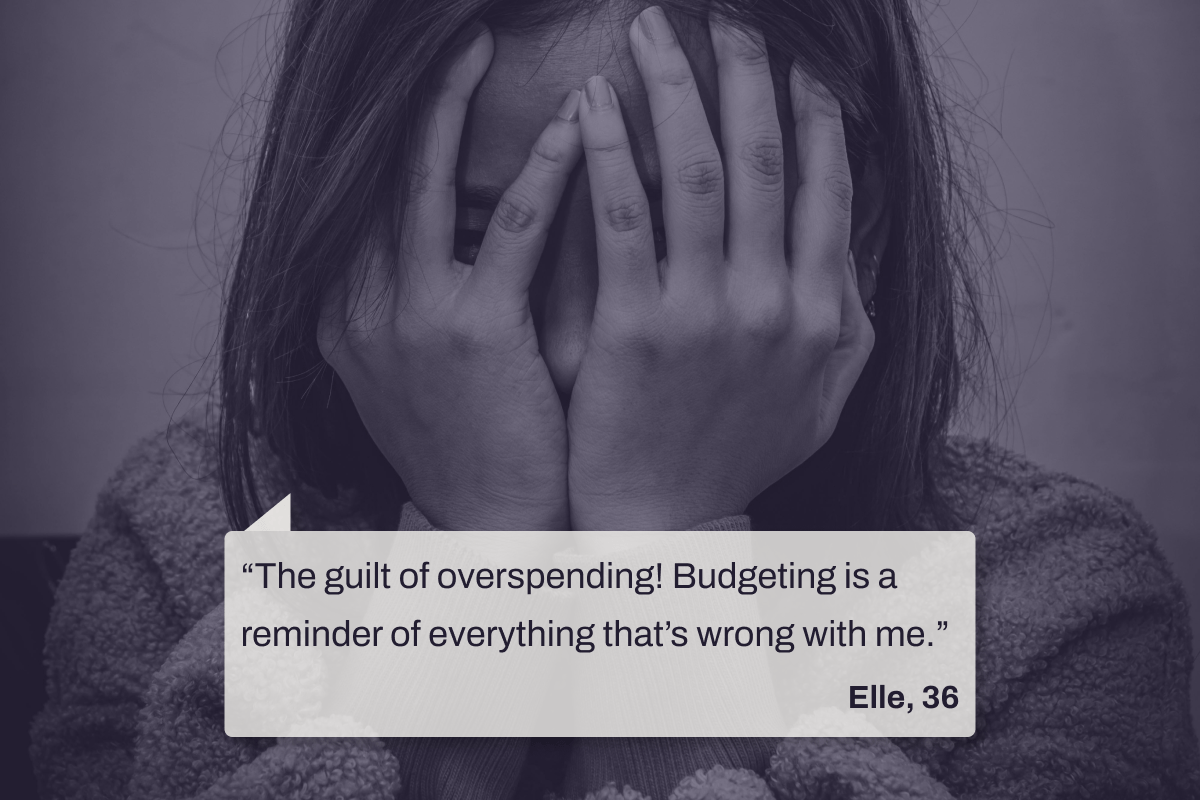 “The guilt of overspending! Budgeting is a
reminder of everything that’s wrong with me.”
Elle, 36